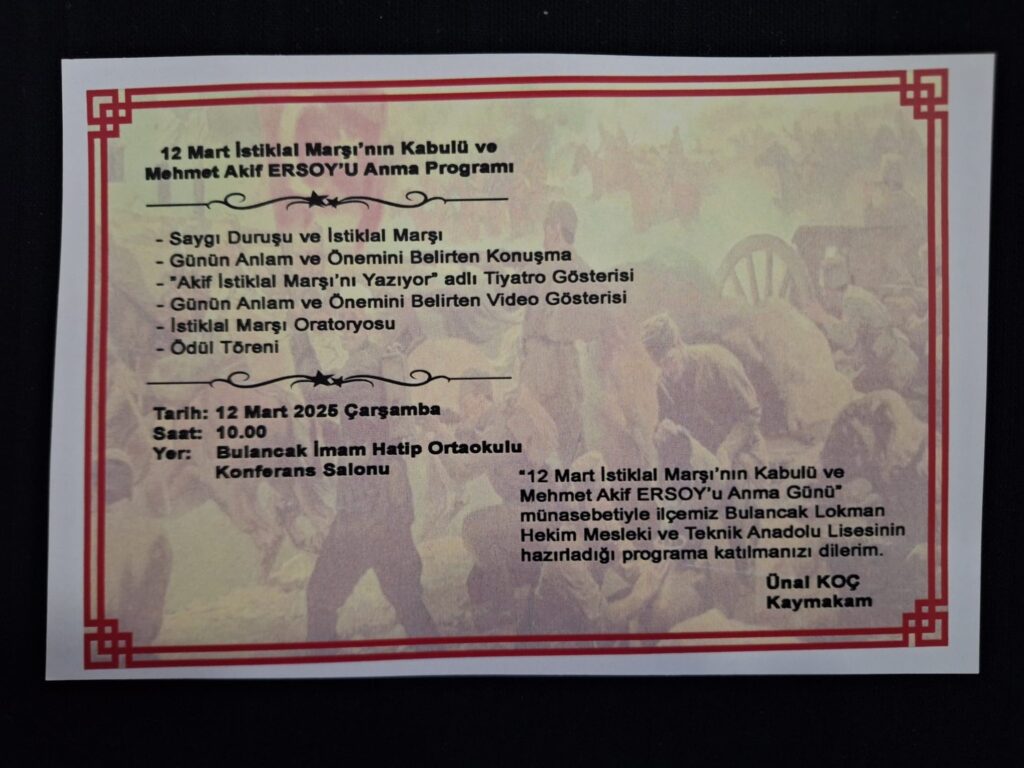 12 Mart İstiklal Marşı'nın Kabulü ve
Mehmet Akif ERSOY'U Anma Programı
- Saygı Duruşu ve İstiklal Marşı
- Günün Anlam ve Önemini Belirten Konuşma
- "Akif İstiklal Marşı'nı Yazıyor" adlı Tiyatro Gösterisi
- Günün Anlam ve Önemini Belirten Video Gösterisi
- İstiklal Marşı Oratoryosu
- Ödül Töreni
Tarih: 12 Mart 2025 Çarşamba
Saat: 10.00
Yer: Bulancak İmam Hatip Ortaokulu
Konferans Salonu
"12 Mart İstiklal Marşı'nın Kabulü ve
Mehmet Akif ERSOY'u Anma Günü"
münasebetiyle ilçemiz Bulancak Lokman
Hekim Mesleki ve Teknik Anadolu Lisesinin
hazırladığı programa katılmanızı dilerim.
Ünal KOÇ
Kaymakam